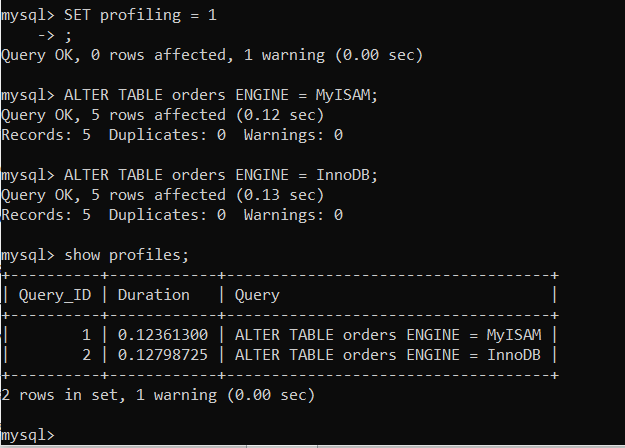 mysql> SET profiling = 1
    -> ;
Query OK, 0 rows affected, 1 warning (0.00 sec)

mysql> ALTER TABLE orders ENGINE = MyISAM;
Query OK, 5 rows affected (0.12 sec)
Records: 5  Duplicates: 0  Warnings: 0

mysql> ALTER TABLE orders ENGINE = InnoDB;
Query OK, 5 rows affected (0.13 sec)
Records: 5  Duplicates: 0  Warnings: 0

mysql> show profiles;
+----------+------------+------------------------------------+
| Query_ID | Duration   | Query                              |
+----------+------------+------------------------------------+
|        1 | 0.12361300 | ALTER TABLE orders ENGINE = MyISAM |
|        2 | 0.12798725 | ALTER TABLE orders ENGINE = InnoDB |
+----------+------------+------------------------------------+
2 rows in set, 1 warning (0.00 sec)

mysql>